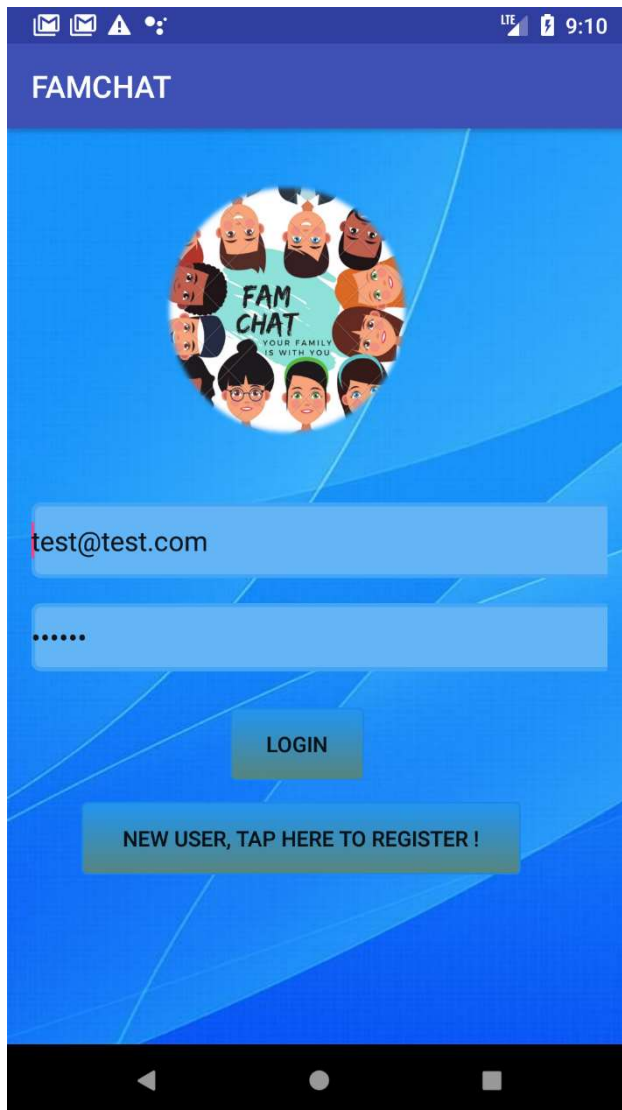 LTE 9:10
FAMCHAT
FAM
CHAT
YOUR FAMILY
IS WITH YOU
test@test.com
••••••
LOGIN
NEW USER, TAP HERE TO REGISTER !